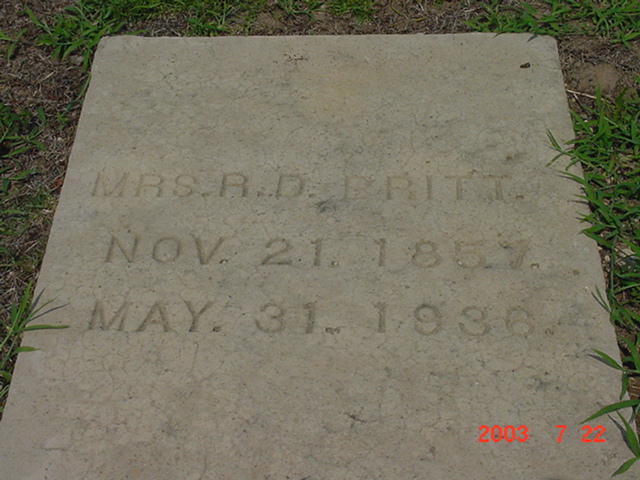 MRS. R. D. BRITT.
NOV. 21. 1857.
MAY. 31. 1936.
2003 7 22